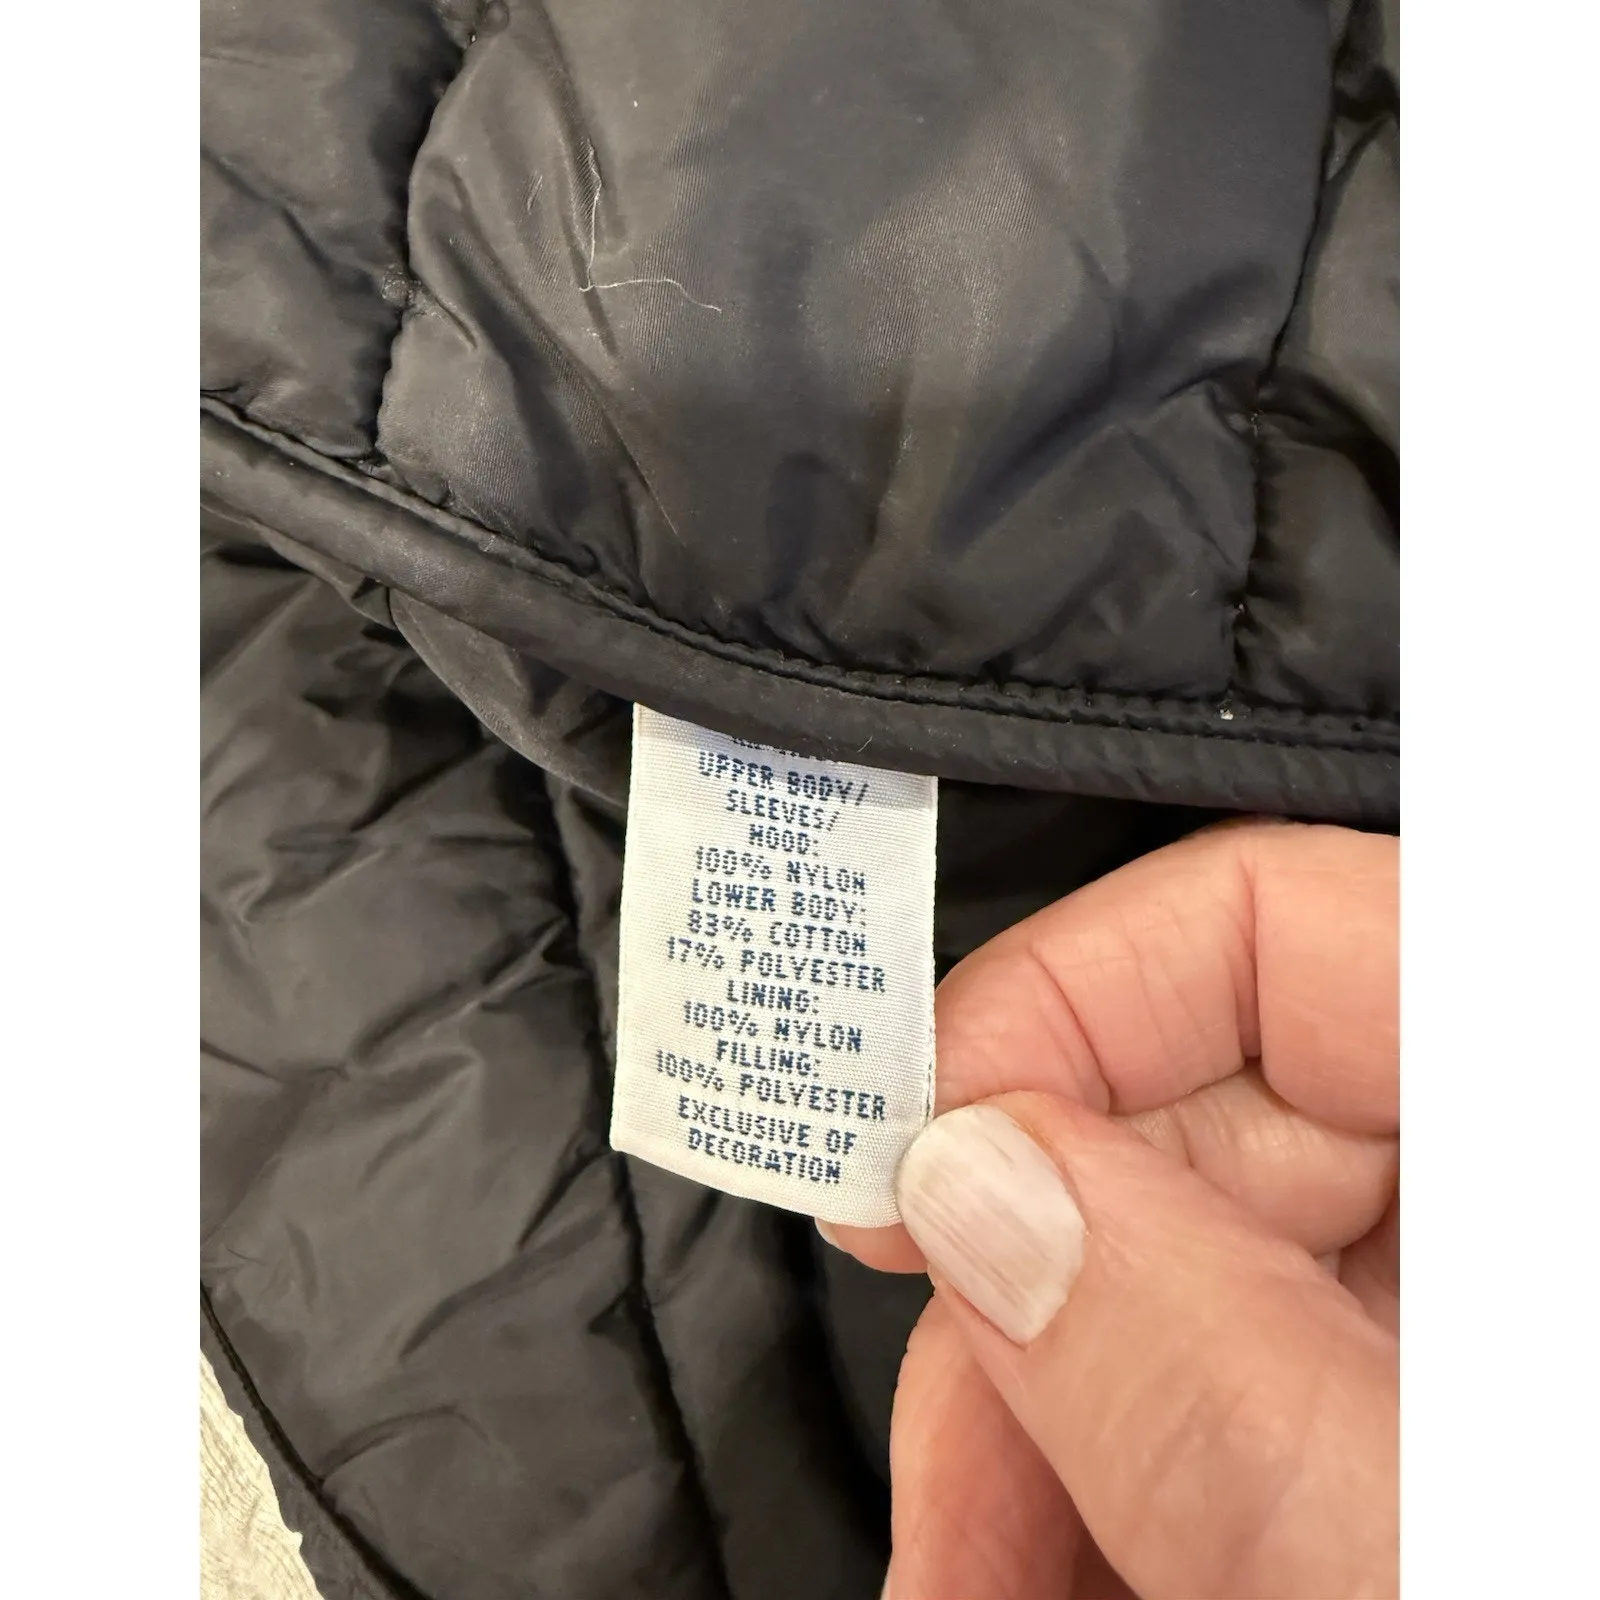 UPPER BODY/
SLEEVES/
HOOD:
100% NYLON
LOWER BODY:
83% COTTON
17% POLYESTER
LINING:
100% NYLON
FILLING:
100% POLYESTER
EXCLUSIVE OF
DECORATION